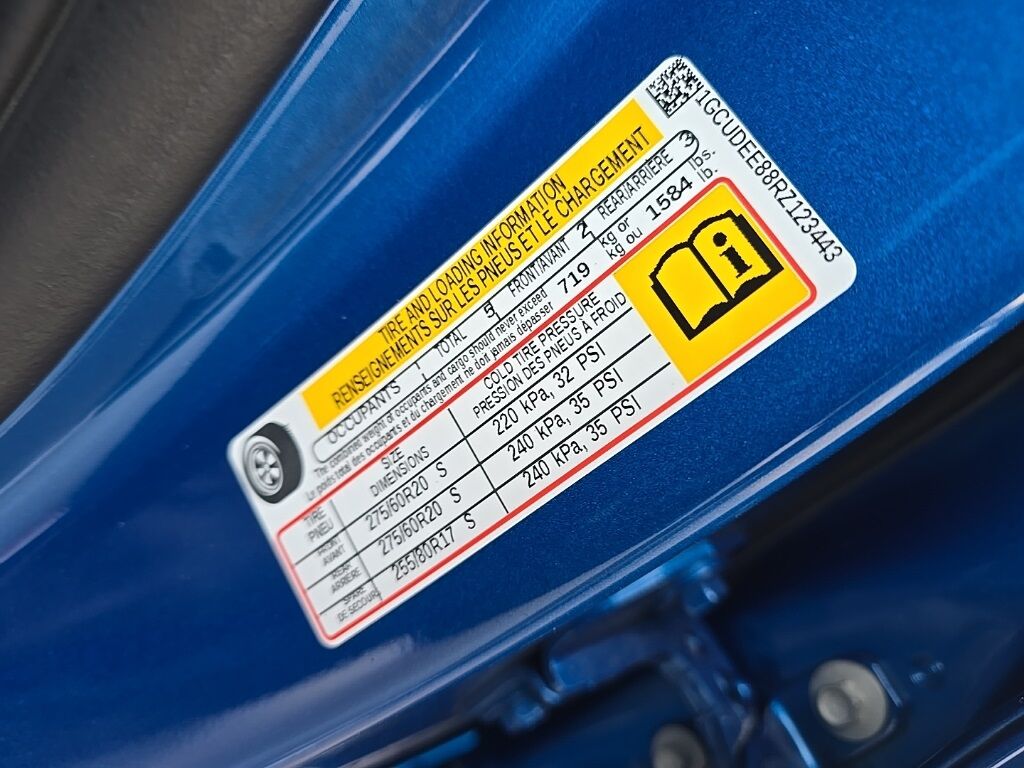 1GCUDEE88RZ123443
TIRE AND LOADING INFORMATION
RENSEIGNEMENTS SUR LES PNEUS ET LE CHARGEMENT
OCCUPANTS TOTAL 5 FRONT/AVANT 2 REAR/ARRIÈRE 3
The combined weight of occupants and cargo should never exceed 719 kg or 1584 lbs.
Le poids total des occupants et du chargement ne doit jamais dépasser kg ou lb.
TIRE SIZE COLD TIRE PRESSURE
PNEU DIMENSIONS PRESSION DES PNEUS À FROID
FRONT
AVANT 275/60R20 S 220 kPa, 32 PSI
REAR
ARRIÈRE 275/60R20 S 240 kPa, 35 PSI
SPARE
DE SECOURS 255/80R17 S 240 kPa, 35 PSI
i